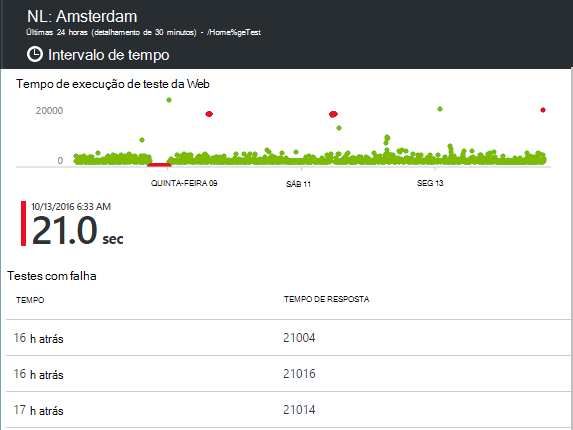 NL: Amsterdam
Últimas 24 horas (detalhamento de 30 minutos) - /Home%geTest
Intervalo de tempo
Tempo de execução de teste da Web
20000
0
QUINTA-FEIRA 09 SÁB 11 SEG 13
10/13/2016 6:33 AM
21.0 sec
Testes com falha
TEMPO TEMPO DE RESPOSTA
16 h atrás 21004
16 h atrás 21016
17 h atrás 21014